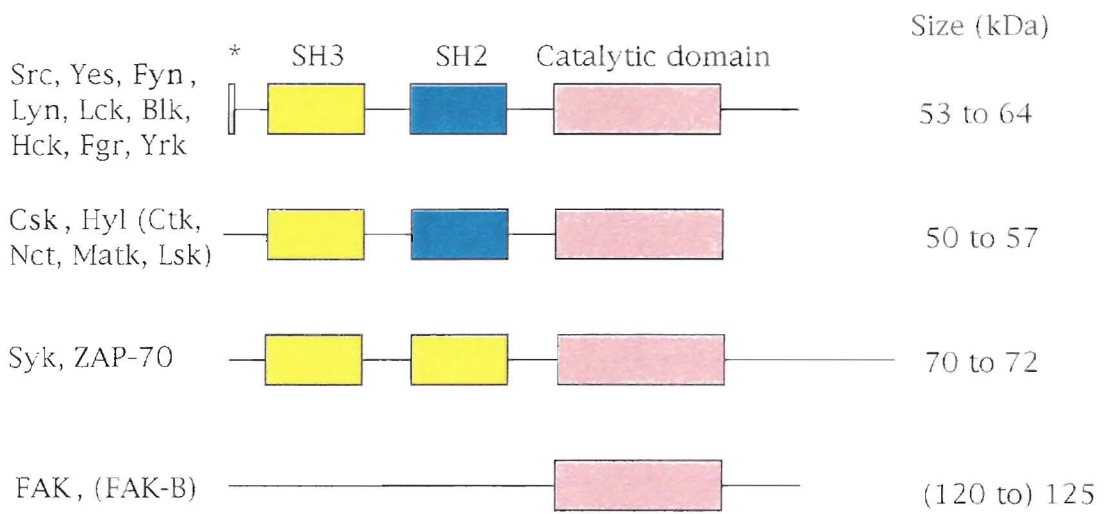 Size (kDa)
* SH3 SH2 Catalytic domain
Src, Yes, Fyn,
Lyn, Lck, Blk,
Hck, Fgr, Yrk
53 to 64
Csk, Hyl (Ctk,
Nct, Matk, Lsk)
50 to 57
Syk, ZAP-70
70 to 72
FAK, (FAK-B)
(120 to) 125